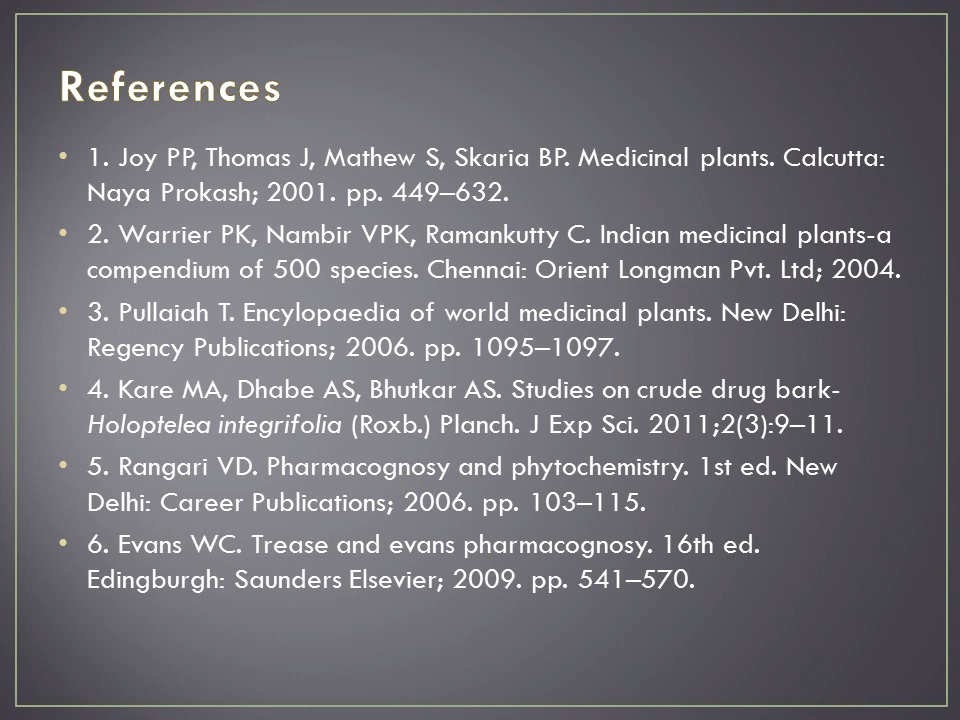 References
• 1. Joy PP, Thomas J, Mathew S, Skaria BP. Medicinal plants. Calcutta:
Naya Prokash; 2001. pp. 449–632.
• 2. Warrier PK, Nambir VPK, Ramankutty C. Indian medicinal plants-a
compendium of 500 species. Chennai: Orient Longman Pvt. Ltd; 2004.
• 3. Pullaiah T. Encylopaedia of world medicinal plants. New Delhi:
Regency Publications; 2006. pp. 1095–1097.
• 4. Kare MA, Dhabe AS, Bhutkar AS. Studies on crude drug bark-
Holoptelea integrifolia (Roxb.) Planch. J Exp Sci. 2011;2(3):9–11.
• 5. Rangari VD. Pharmacognosy and phytochemistry. 1st ed. New
Delhi: Career Publications; 2006. pp. 103–115.
• 6. Evans WC. Trease and evans pharmacognosy. 16th ed.
Edingburgh: Saunders Elsevier; 2009. pp. 541–570.